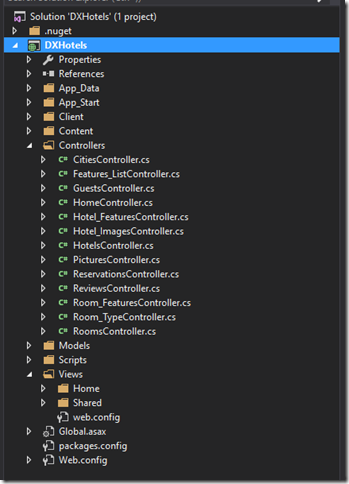 Solution 'DXHotels' (1 project)
.nuget
DXHotels
Properties
References
App_Data
App_Start
Client
Content
Controllers
C# CitiesController.cs
C# Features_ListController.cs
C# GuestsController.cs
C# HomeController.cs
C# Hotel_FeaturesController.cs
C# Hotel_ImagesController.cs
C# HotelsController.cs
C# PicturesController.cs
C# ReservationsController.cs
C# ReviewsController.cs
C# Room_FeaturesController.cs
C# Room_TypeController.cs
C# RoomsController.cs
Models
Scripts
Views
Home
Shared
web.config
Global.asax
packages.config
Web.config